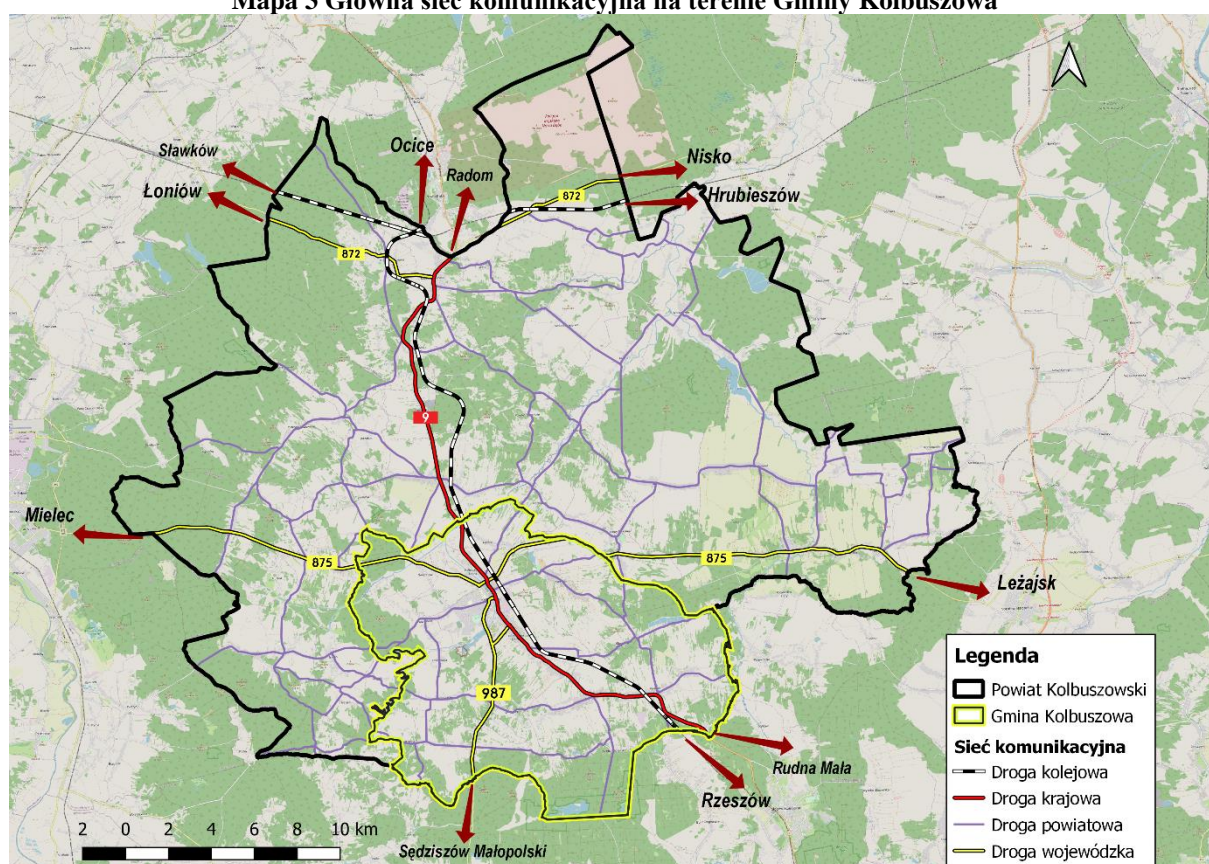 Mapa 3 Główna sieć komunikacyjna na terenie Gminy Kolbuszowa
Sławków
Ocice
Radom
Nisko
Łoniów
Hrubieszów
872
872
9
Mielec
875
875
Leżajsk
987
Rudna Mała
Rzeszów
Sędziszów Małopolski
2 0 2 4 6 8 10 km
Legenda
Powiat Kolbuszowski
Gmina Kolbuszowa
Sieć komunikacyjna
Droga kolejowa
Droga krajowa
Droga powiatowa
Droga wojewódzka